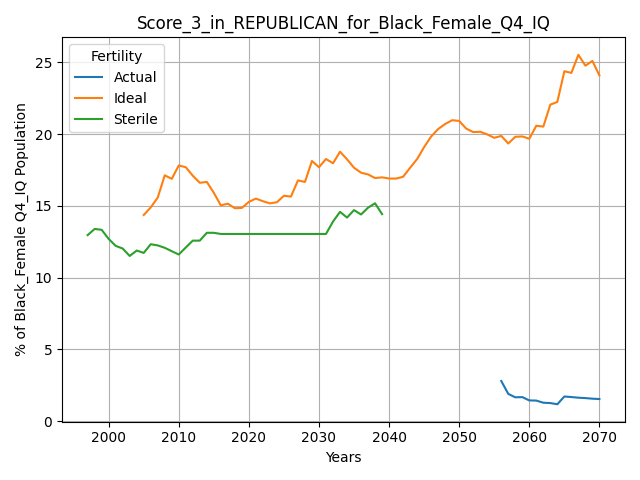 Score_3_in_REPUBLICAN_for_Black_Female_Q4_IQ
Fertility
Actual
Ideal
Sterile
% of Black_Female Q4_IQ Population
25
20
15
10
5
0
2000 2010 2020 2030 2040 2050 2060 2070
Years